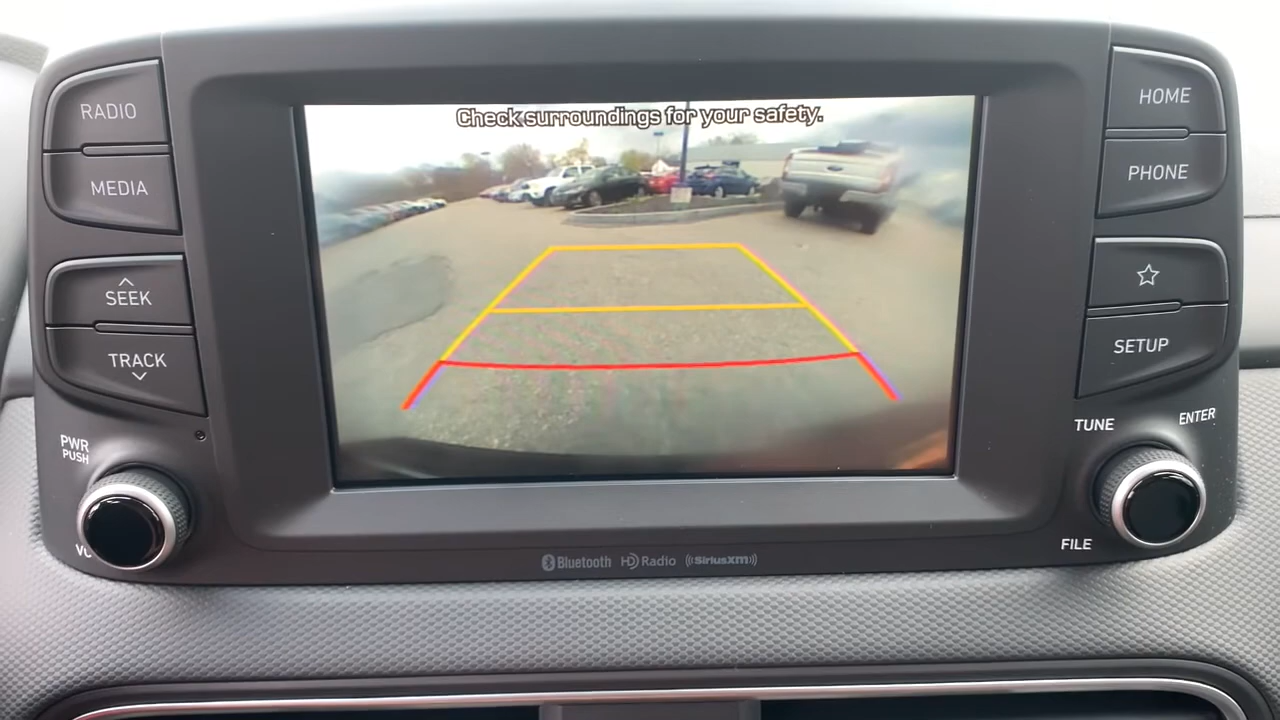 Check surroundings for your safety.
RADIO
MEDIA
SEEK
TRACK
PWR
PUSH
HOME
PHONE
SETUP
TUNE
ENTER
FILE
Bluetooth HD Radio ((SiriusXM))